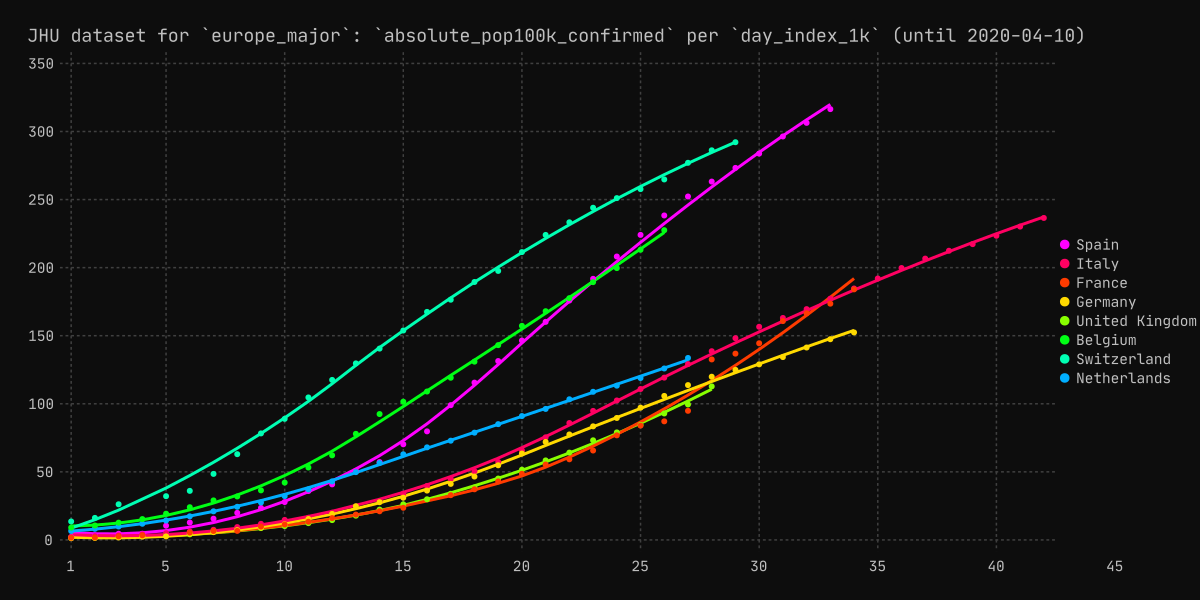 JHU dataset for `europe_major`: `absolute_pop100k_confirmed` per `day_index_1k` (until 2020-04-10)
350
300
250
200
150
100
50
0
1 5 10 15 20 25 30 35 40 45
Spain
Italy
France
Germany
United Kingdom
Belgium
Switzerland
Netherlands